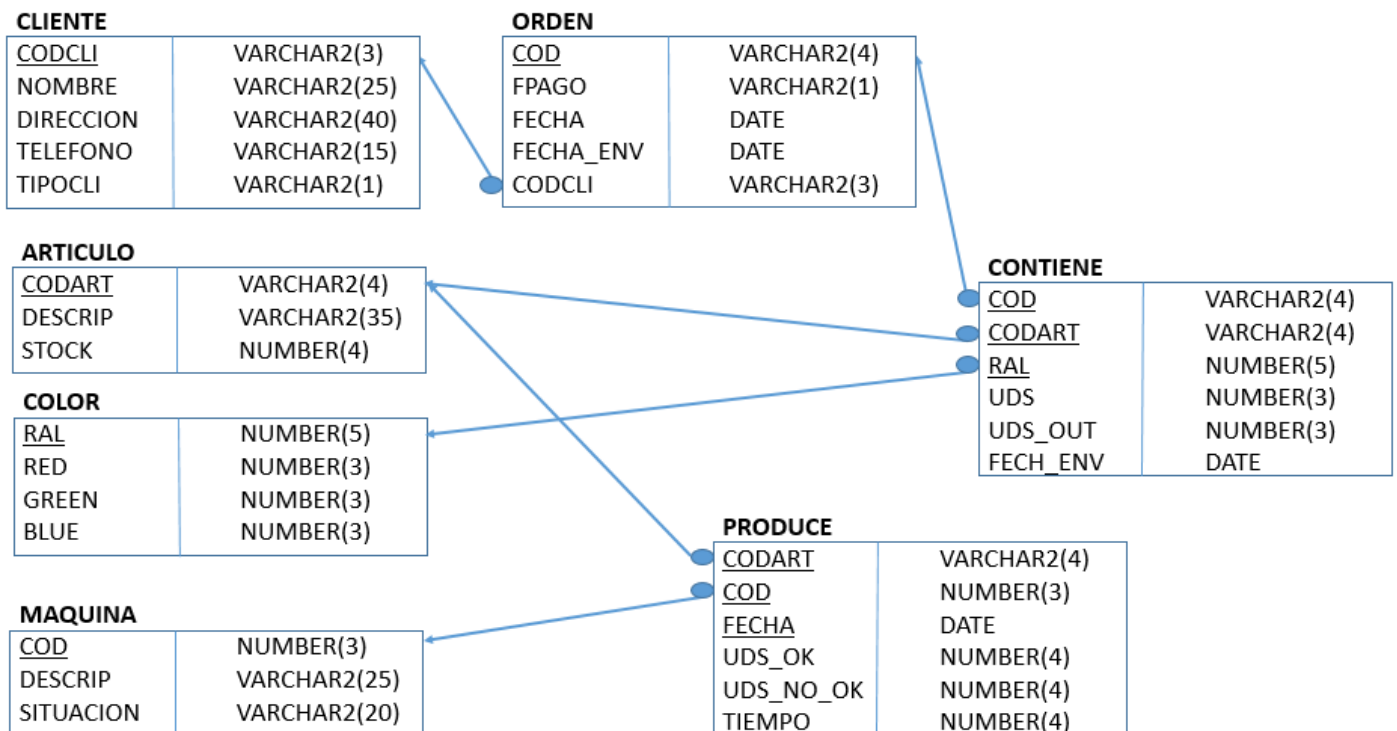 CLIENTE
CODCLI VARCHAR2(3)
NOMBRE VARCHAR2(25)
DIRECCION VARCHAR2(40)
TELEFONO VARCHAR2(15)
TIPOCLI VARCHAR2(1)
ORDEN
COD VARCHAR2(4)
FPAGO VARCHAR2(1)
FECHA DATE
FECHA_ENV DATE
CODCLI VARCHAR2(3)
ARTICULO
CODART VARCHAR2(4)
DESCRIP VARCHAR2(35)
STOCK NUMBER(4)
CONTIENE
COD VARCHAR2(4)
CODART VARCHAR2(4)
RAL NUMBER(5)
UDS NUMBER(3)
UDS_OUT NUMBER(3)
FECH_ENV DATE
COLOR
RAL NUMBER(5)
RED NUMBER(3)
GREEN NUMBER(3)
BLUE NUMBER(3)
PRODUCE
CODART VARCHAR2(4)
COD NUMBER(3)
FECHA DATE
UDS_OK NUMBER(4)
UDS_NO_OK NUMBER(4)
TIEMPO NUMBER(4)
MAQUINA
COD NUMBER(3)
DESCRIP VARCHAR2(25)
SITUACION VARCHAR2(20)